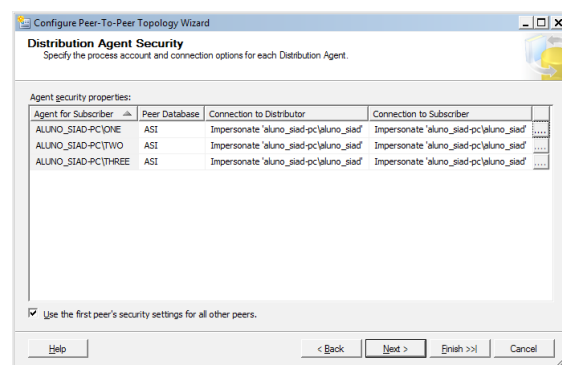 Configure Peer-To-Peer Topology Wizard
Distribution Agent Security
Specify the process account and connection options for each Distribution Agent.
Agent security properties:
Agent for Subscriber Peer Database Connection to Distributor Connection to Subscriber
ALUNO_SIAD-PC\ONE ASI Impersonate 'aluno_siad-pc\aluno_siad' Impersonate 'aluno_siad-pc\aluno_siad' ....
ALUNO_SIAD-PC\TWO ASI Impersonate 'aluno_siad-pc\aluno_siad' Impersonate 'aluno_siad-pc\aluno_siad' ....
ALUNO_SIAD-PC\THREE ASI Impersonate 'aluno_siad-pc\aluno_siad' Impersonate 'aluno_siad-pc\aluno_siad' ....
Use the first peer's security settings for all other peers.
Help < Back Next > Finish >>| Cancel